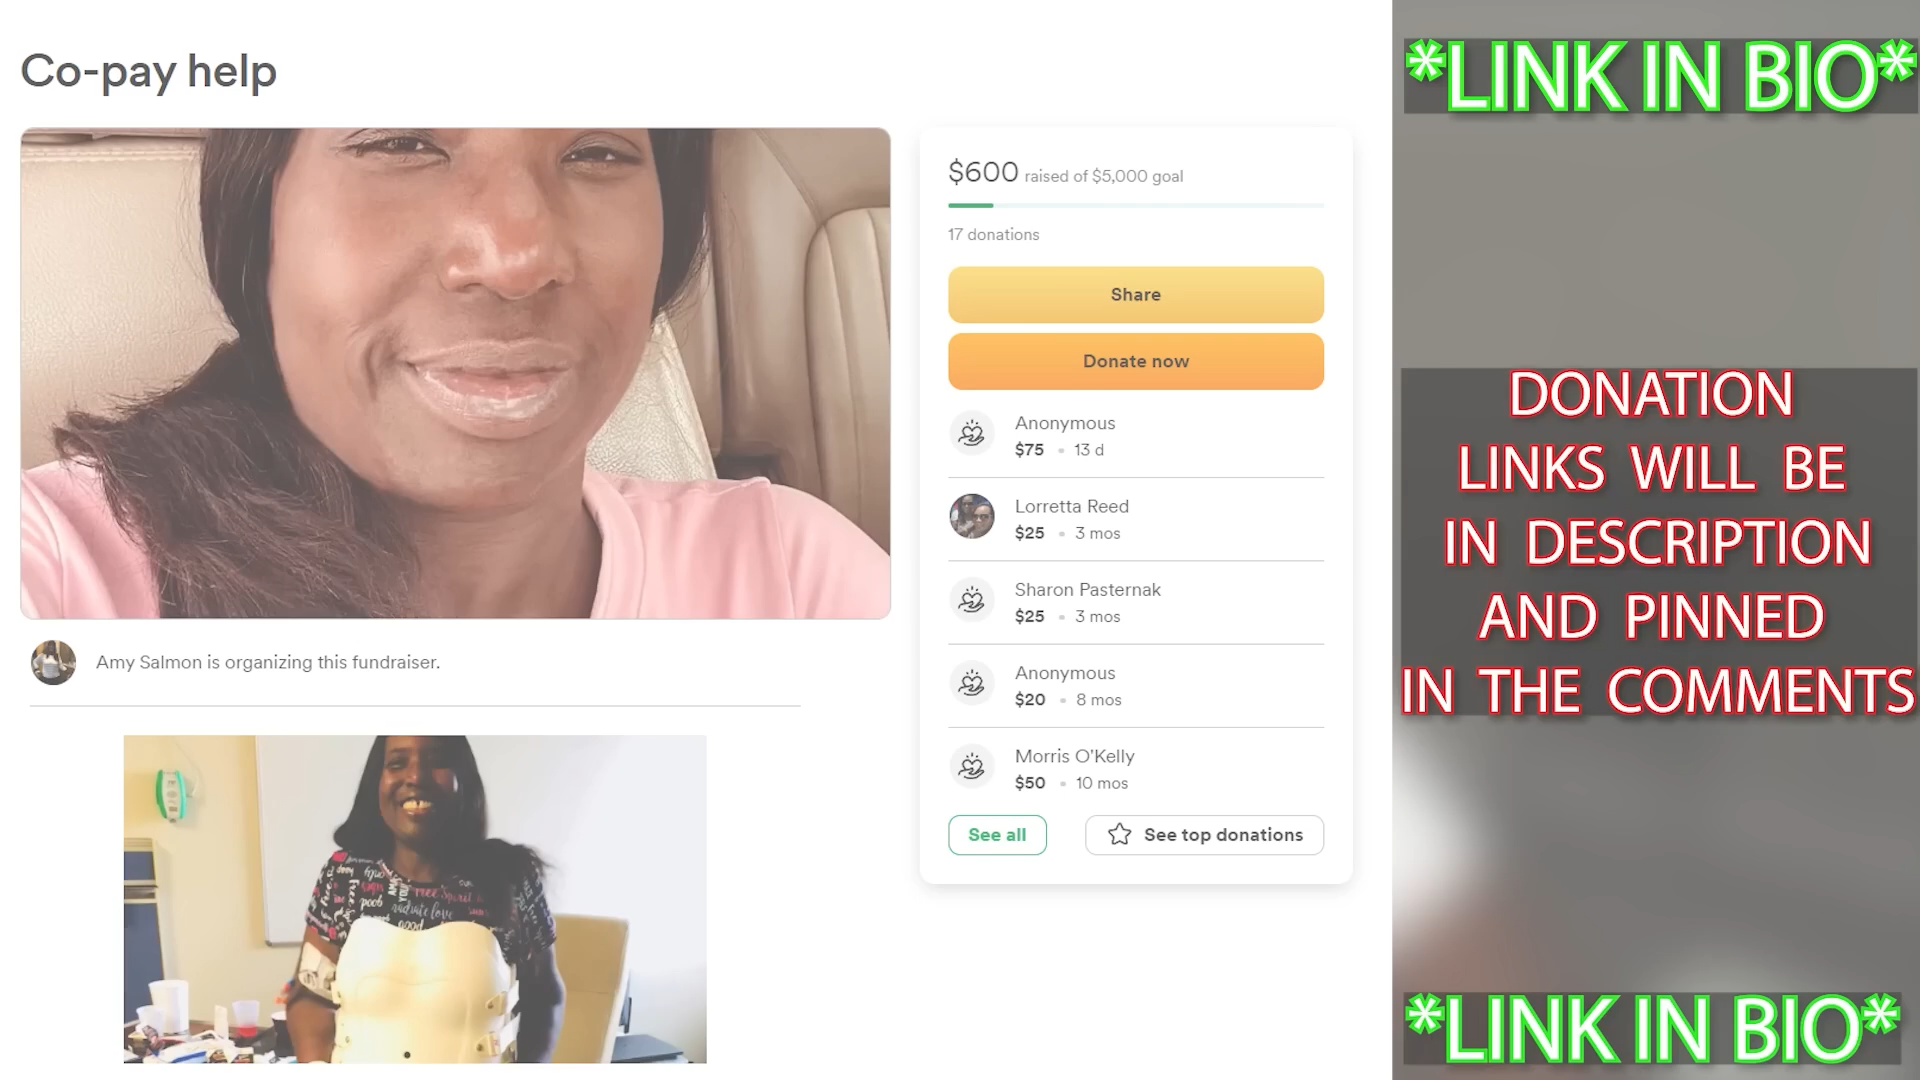 Co-pay help
$600 raised of $5,000 goal
17 donations
Share
Donate now
Anonymous
$75 • 13 d
Lorretta Reed
$25 • 3 mos
Sharon Pasternak
$25 • 3 mos
Anonymous
$20 • 8 mos
Morris O'Kelly
$50 • 10 mos
See all
See top donations
Amy Salmon is organizing this fundraiser.
radiate love
good
*LINK IN BIO*
DONATION
LINKS WILL BE
IN DESCRIPTION
AND PINNED
IN THE COMMENTS
*LINK IN BIO*